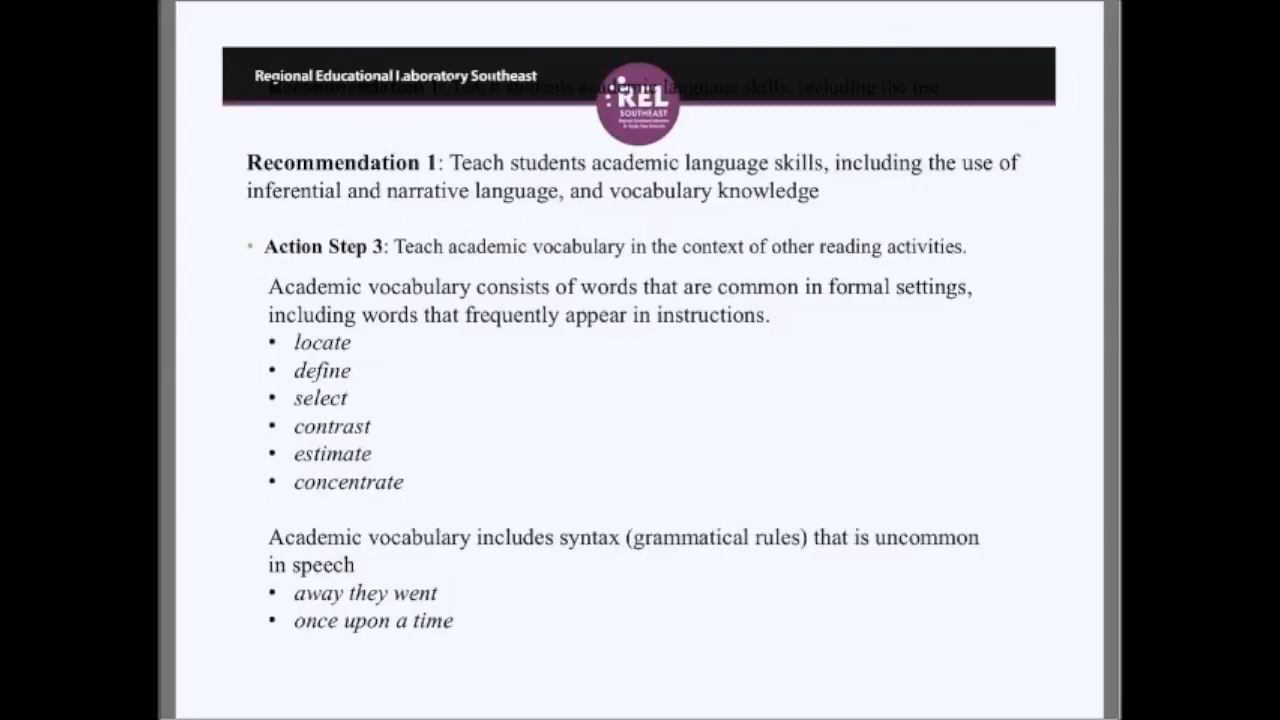 Regional Educational Laboratory Southeast
REL
SOUTHEAST
Recommendation 1: Teach students academic language skills, including the use of
inferential and narrative language, and vocabulary knowledge
• Action Step 3: Teach academic vocabulary in the context of other reading activities.
Academic vocabulary consists of words that are common in formal settings,
including words that frequently appear in instructions.
• locate
• define
• select
• contrast
• estimate
• concentrate
Academic vocabulary includes syntax (grammatical rules) that is uncommon
in speech
• away they went
• once upon a time